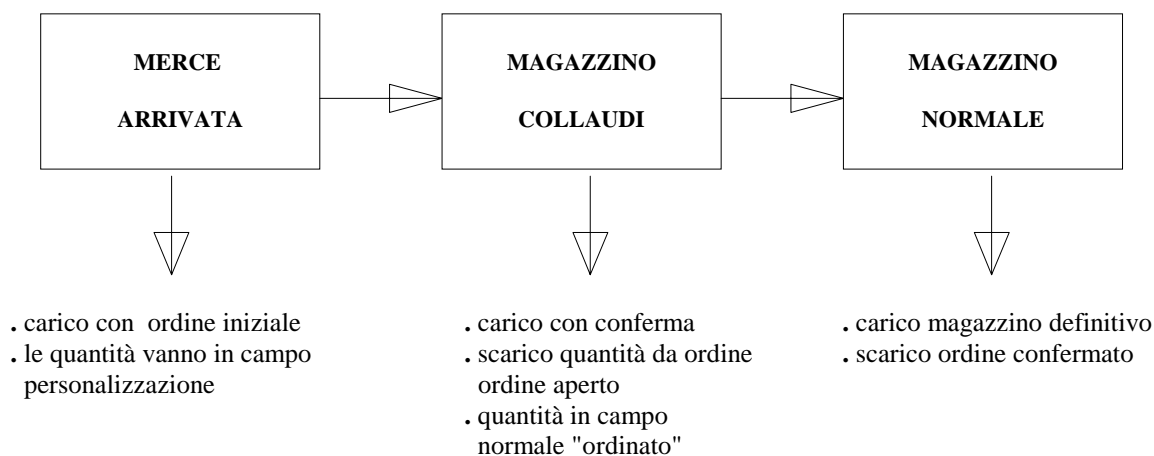 MERCE
ARRIVATA
MAGAZZINO
COLLAUDI
MAGAZZINO
NORMALE
. carico con ordine iniziale
. le quantità vanno in campo
personalizzazione
. carico con conferma
. scarico quantità da ordine
ordine aperto
. quantità in campo
normale "ordinato"
. carico magazzino definitivo
. scarico ordine confermato